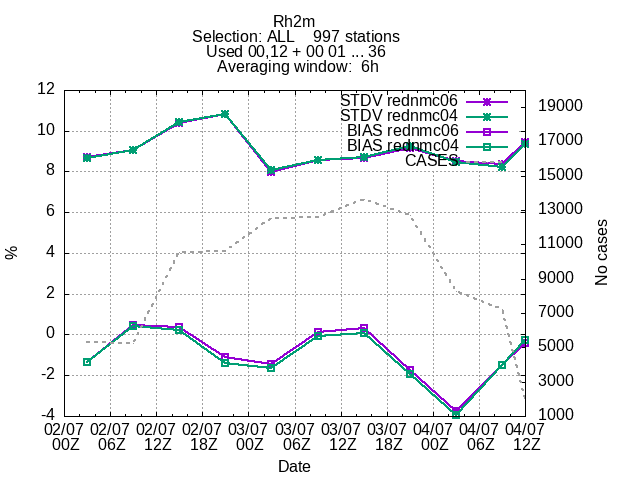 Rh2m
Selection: ALL 997 stations
Used 00,12 + 00 01 ... 36
Averaging window: 6h
STDV rednmc06
STDV rednmc04
BIAS rednmc06
BIAS rednmc04
CASES
12
10
8
6
4
2
0
-2
-4
%
19000
17000
15000
13000
11000
9000
7000
5000
3000
1000
No cases
02/07 02/07 02/07 02/07 03/07 03/07 03/07 03/07 04/07 04/07 04/07
00Z 06Z 12Z 18Z 00Z 06Z 12Z 18Z 00Z 06Z 12Z
Date